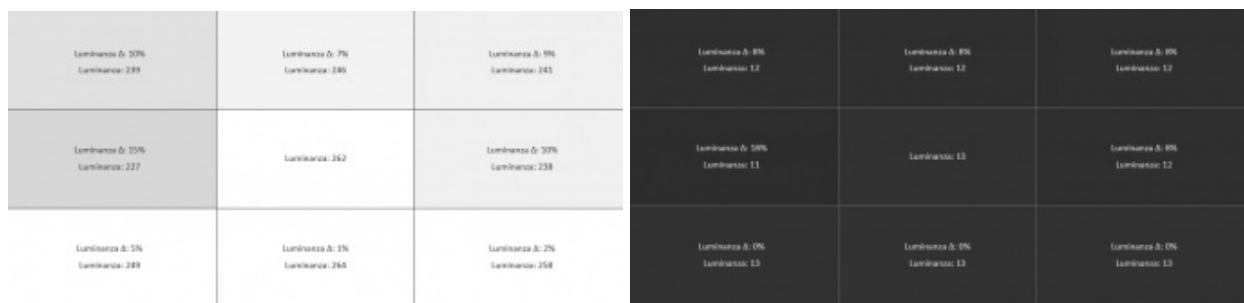 Luminanza Δ: 10%
Luminanza: 239
Luminanza Δ: 7%
Luminanza: 246
Luminanza Δ: 9%
Luminanza: 241
Luminanza Δ: 15%
Luminanza: 227
Luminanza: 262
Luminanza Δ: 10%
Luminanza: 238
Luminanza Δ: 5%
Luminanza: 249
Luminanza Δ: 1%
Luminanza: 264
Luminanza Δ: 2%
Luminanza: 258
Luminanza Δ: 8%
Luminanza: 12
Luminanza Δ: 8%
Luminanza: 12
Luminanza Δ: 8%
Luminanza: 12
Luminanza Δ: 18%
Luminanza: 11
Luminanza: 13
Luminanza Δ: 8%
Luminanza: 12
Luminanza Δ: 0%
Luminanza: 13
Luminanza Δ: 0%
Luminanza: 13
Luminanza Δ: 0%
Luminanza: 13